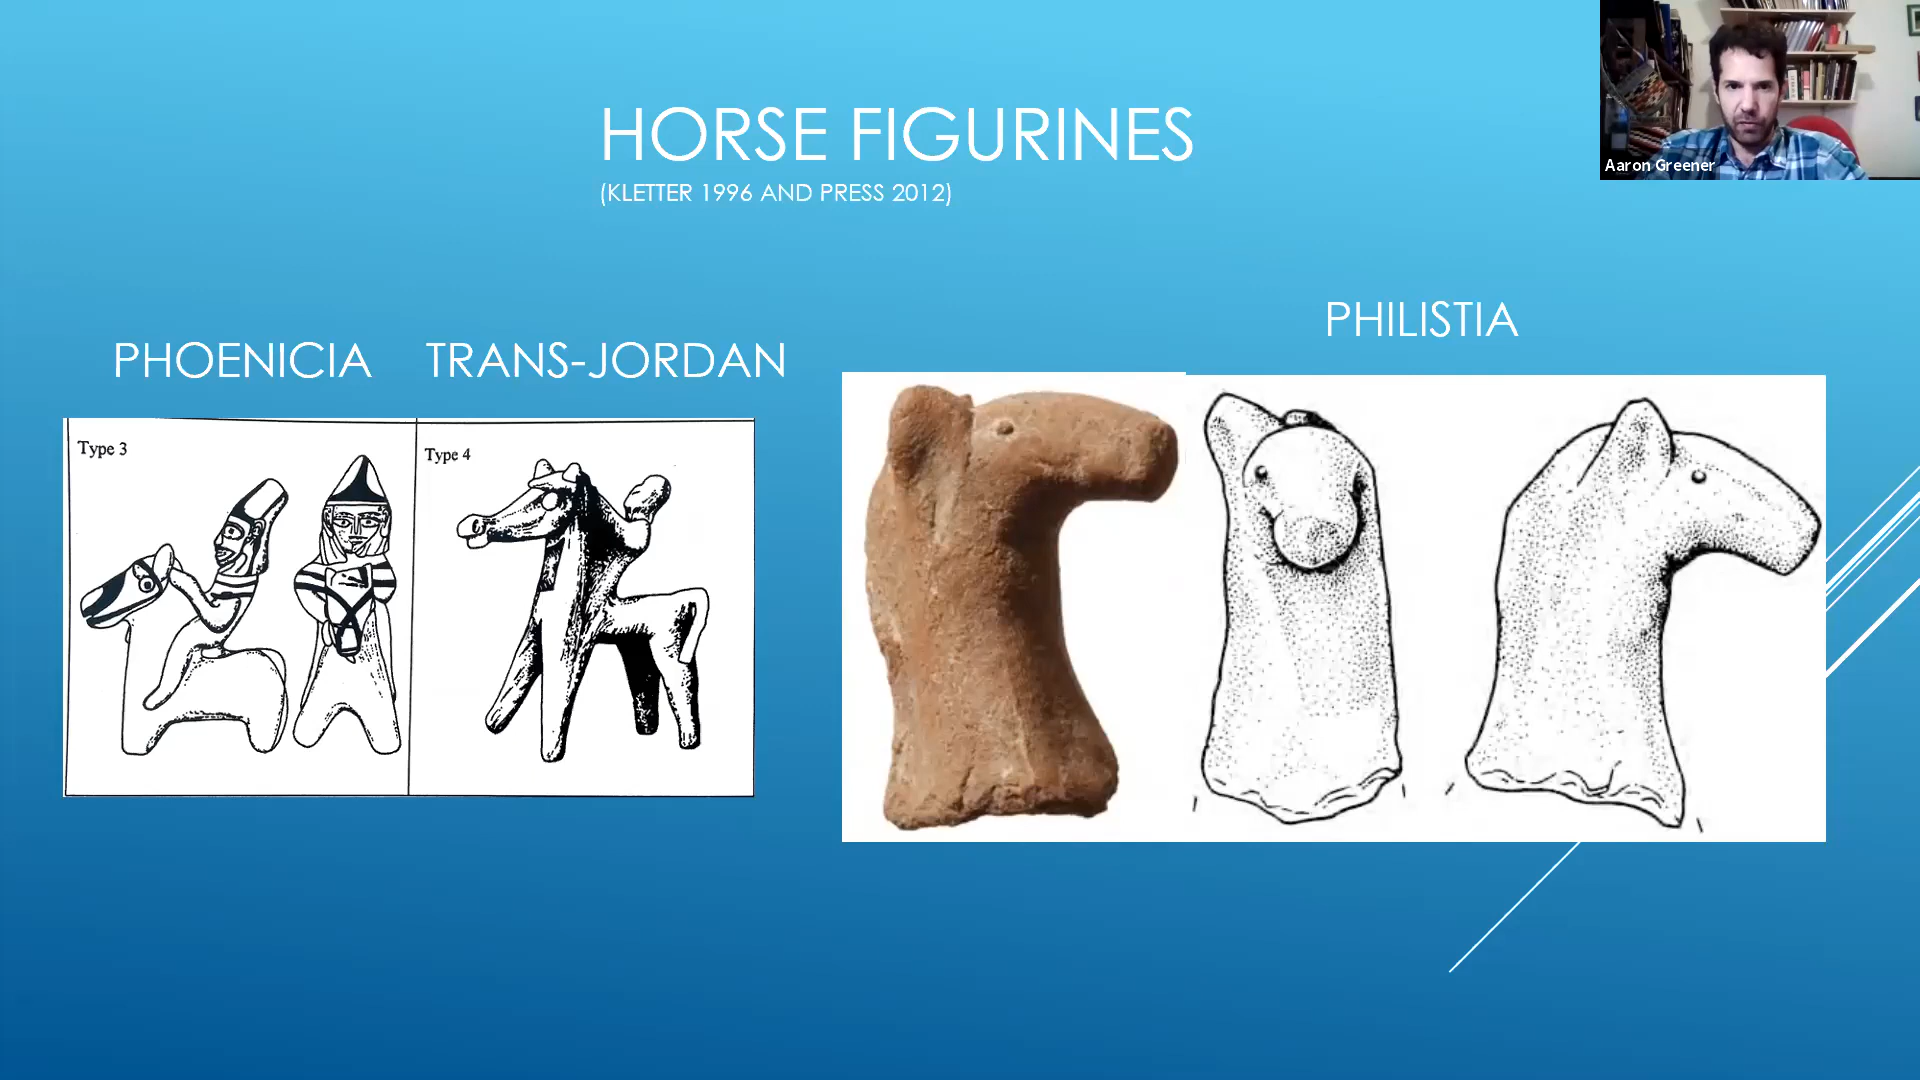 HORSE FIGURINES
(KLETTER 1996 AND PRESS 2012)
Aaron Greener
PHOENICIA
TRANS-JORDAN
PHILISTIA
Type 3
Type 4